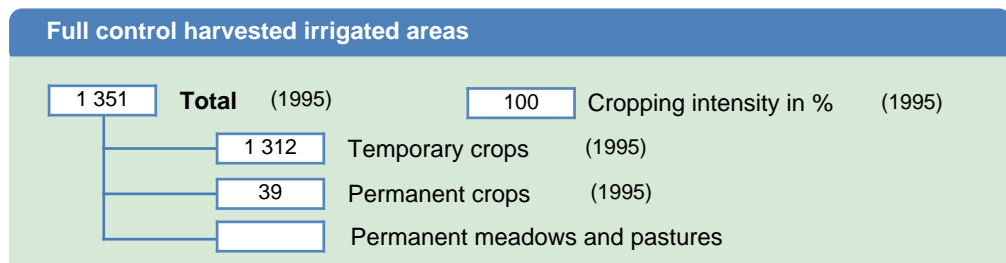 Full control harvested irrigated areas
1 351 Total (1995) 100 Cropping intensity in % (1995)
1 312 Temporary crops (1995)
39 Permanent crops (1995)
Permanent meadows and pastures